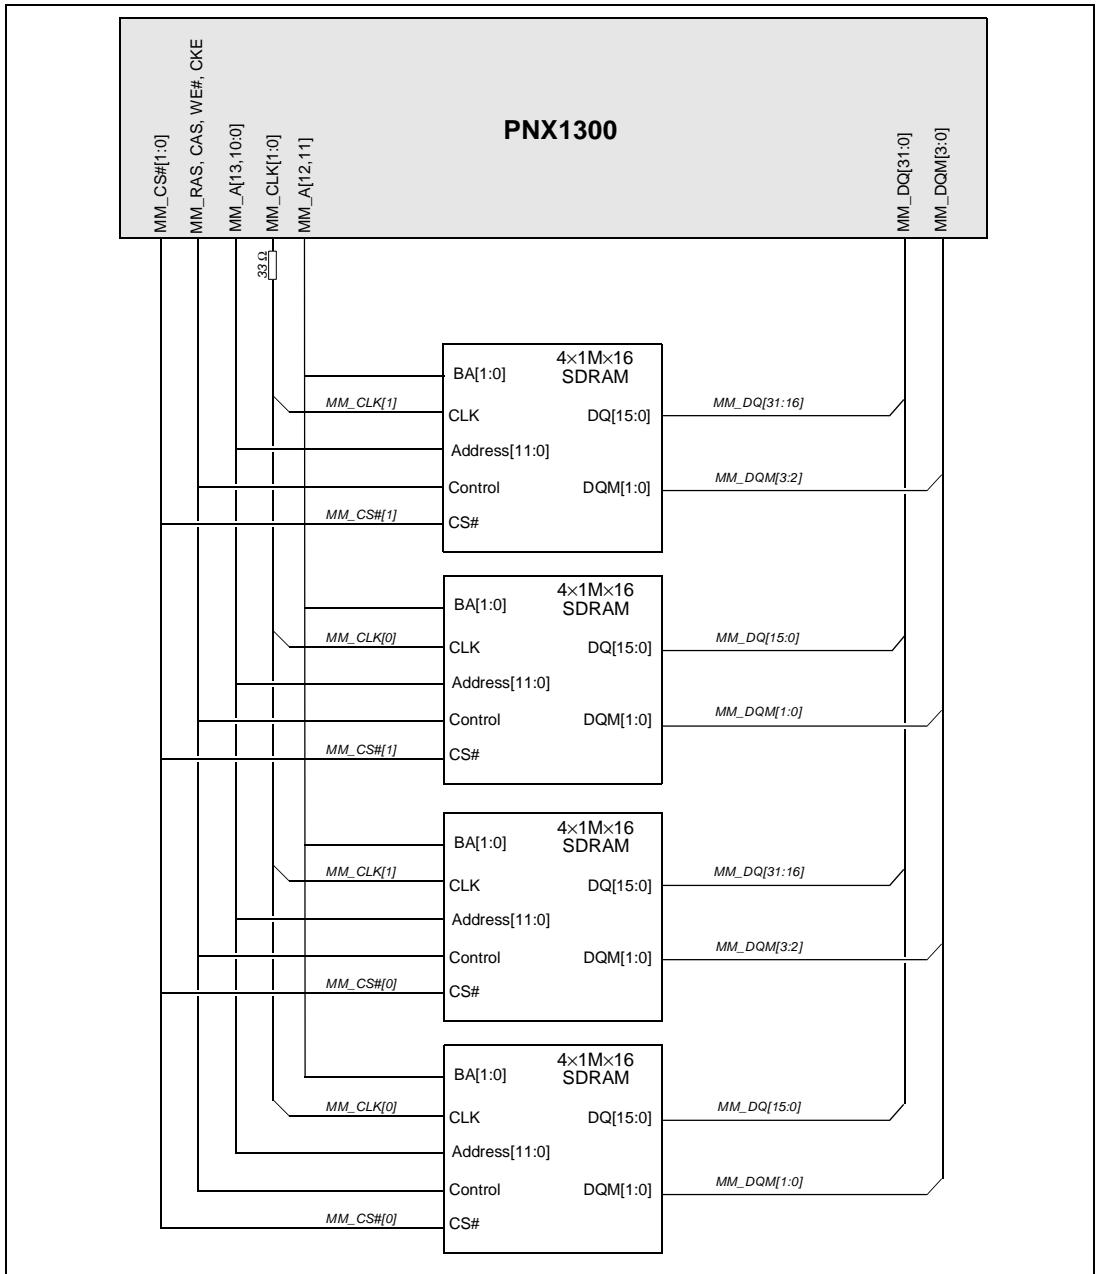 PNX1300
MM_CS#[1:0]
MM_RAS, CAS, WE#, CKE
MM_A[13,10:0]
MM_CLK[1:0]
MM_A[12,11]
MM_DQ[31:0]
MM_DQM[3:0]
33 Ω
4×1M×16
SDRAM
BA[1:0]
MM_CLK[1]
CLK
DQ[15:0]
MM_DQ[31:16]
Address[11:0]
Control
DQM[1:0]
MM_DQM[3:2]
MM_CS#[1]
CS#
4×1M×16
SDRAM
BA[1:0]
MM_CLK[0]
CLK
DQ[15:0]
MM_DQ[15:0]
Address[11:0]
Control
DQM[1:0]
MM_DQM[1:0]
MM_CS#[1]
CS#
4×1M×16
SDRAM
BA[1:0]
MM_CLK[1]
CLK
DQ[15:0]
MM_DQ[31:16]
Address[11:0]
Control
DQM[1:0]
MM_DQM[3:2]
MM_CS#[0]
CS#
4×1M×16
SDRAM
BA[1:0]
MM_CLK[0]
CLK
DQ[15:0]
MM_DQ[15:0]
Address[11:0]
Control
DQM[1:0]
MM_DQM[1:0]
MM_CS#[0]
CS#